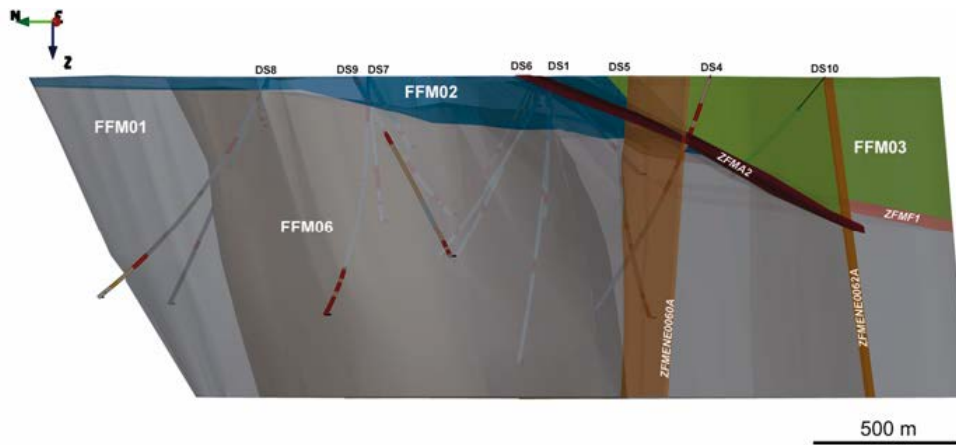 N E
Z
DS8 DS9 DS7 DS6 DS1 DS5 DS4 DS10
FFM02
FFM01
FFM03
ZFMA2
ZFMF1
FFM06
ZFMENE0060A
ZFMENE0062A
500 m